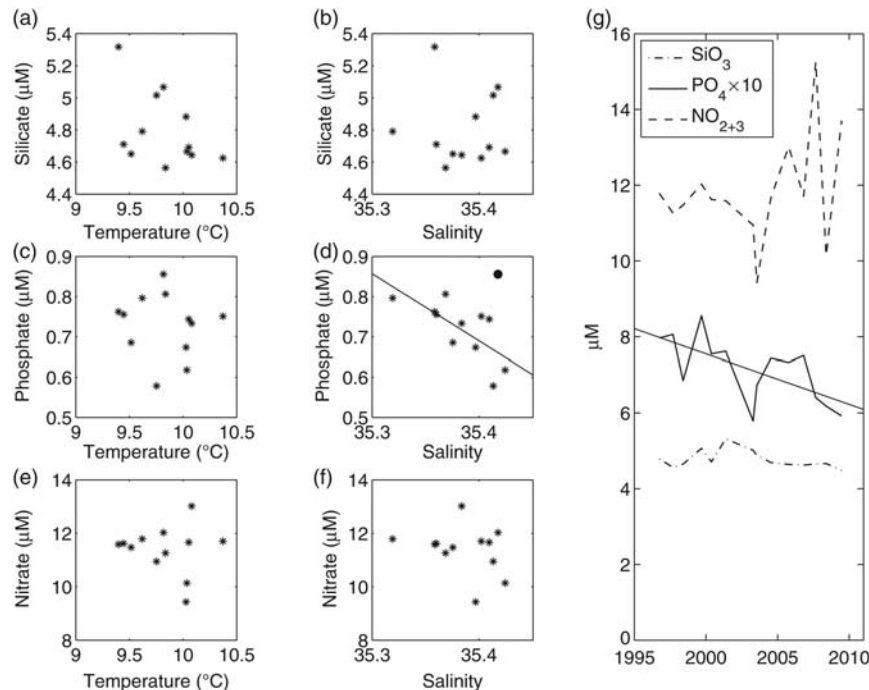 (a)
5.4
5.2
5
4.8
4.6
4.4
Silicate (µM)
9
9.5
10
10.5
Temperature (°C)
(b)
5.4
5.2
5
4.8
4.6
4.4
Silicate (µM)
35.3
35.4
Salinity
(c)
0.9
0.8
0.7
0.6
0.5
Phosphate (µM)
9
9.5
10
10.5
Temperature (°C)
(d)
0.9
0.8
0.7
0.6
0.5
Phosphate (µM)
35.3
35.4
Salinity
(e)
14
12
10
8
Nitrate (µM)
9
9.5
10
10.5
Temperature (°C)
(f)
14
12
10
8
Nitrate (µM)
35.3
35.4
Salinity
(g)
SiO3
PO4×10
NO2+3
16
14
12
10
8
6
4
2
0
µM
1995
2000
2005
2010